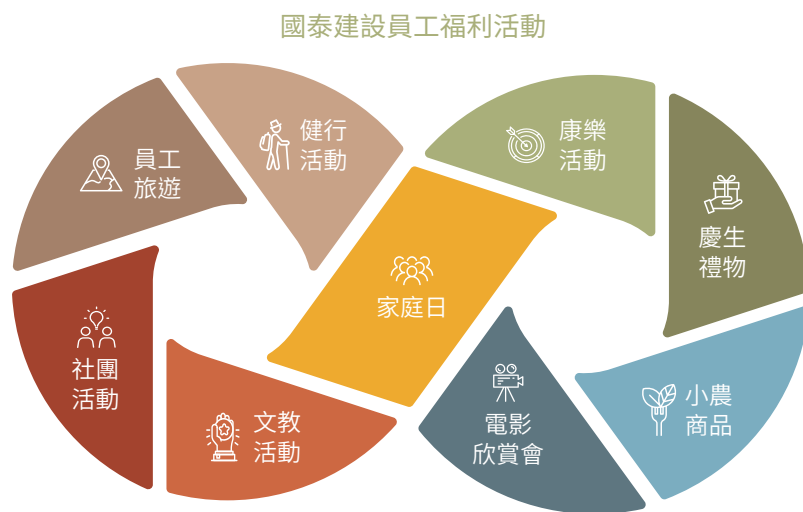 國泰建設員工福利活動
員工
旅遊
健行
活動
康樂
活動
慶生
禮物
家庭日
社團
活動
文教
活動
電影
欣賞會
小農
商品